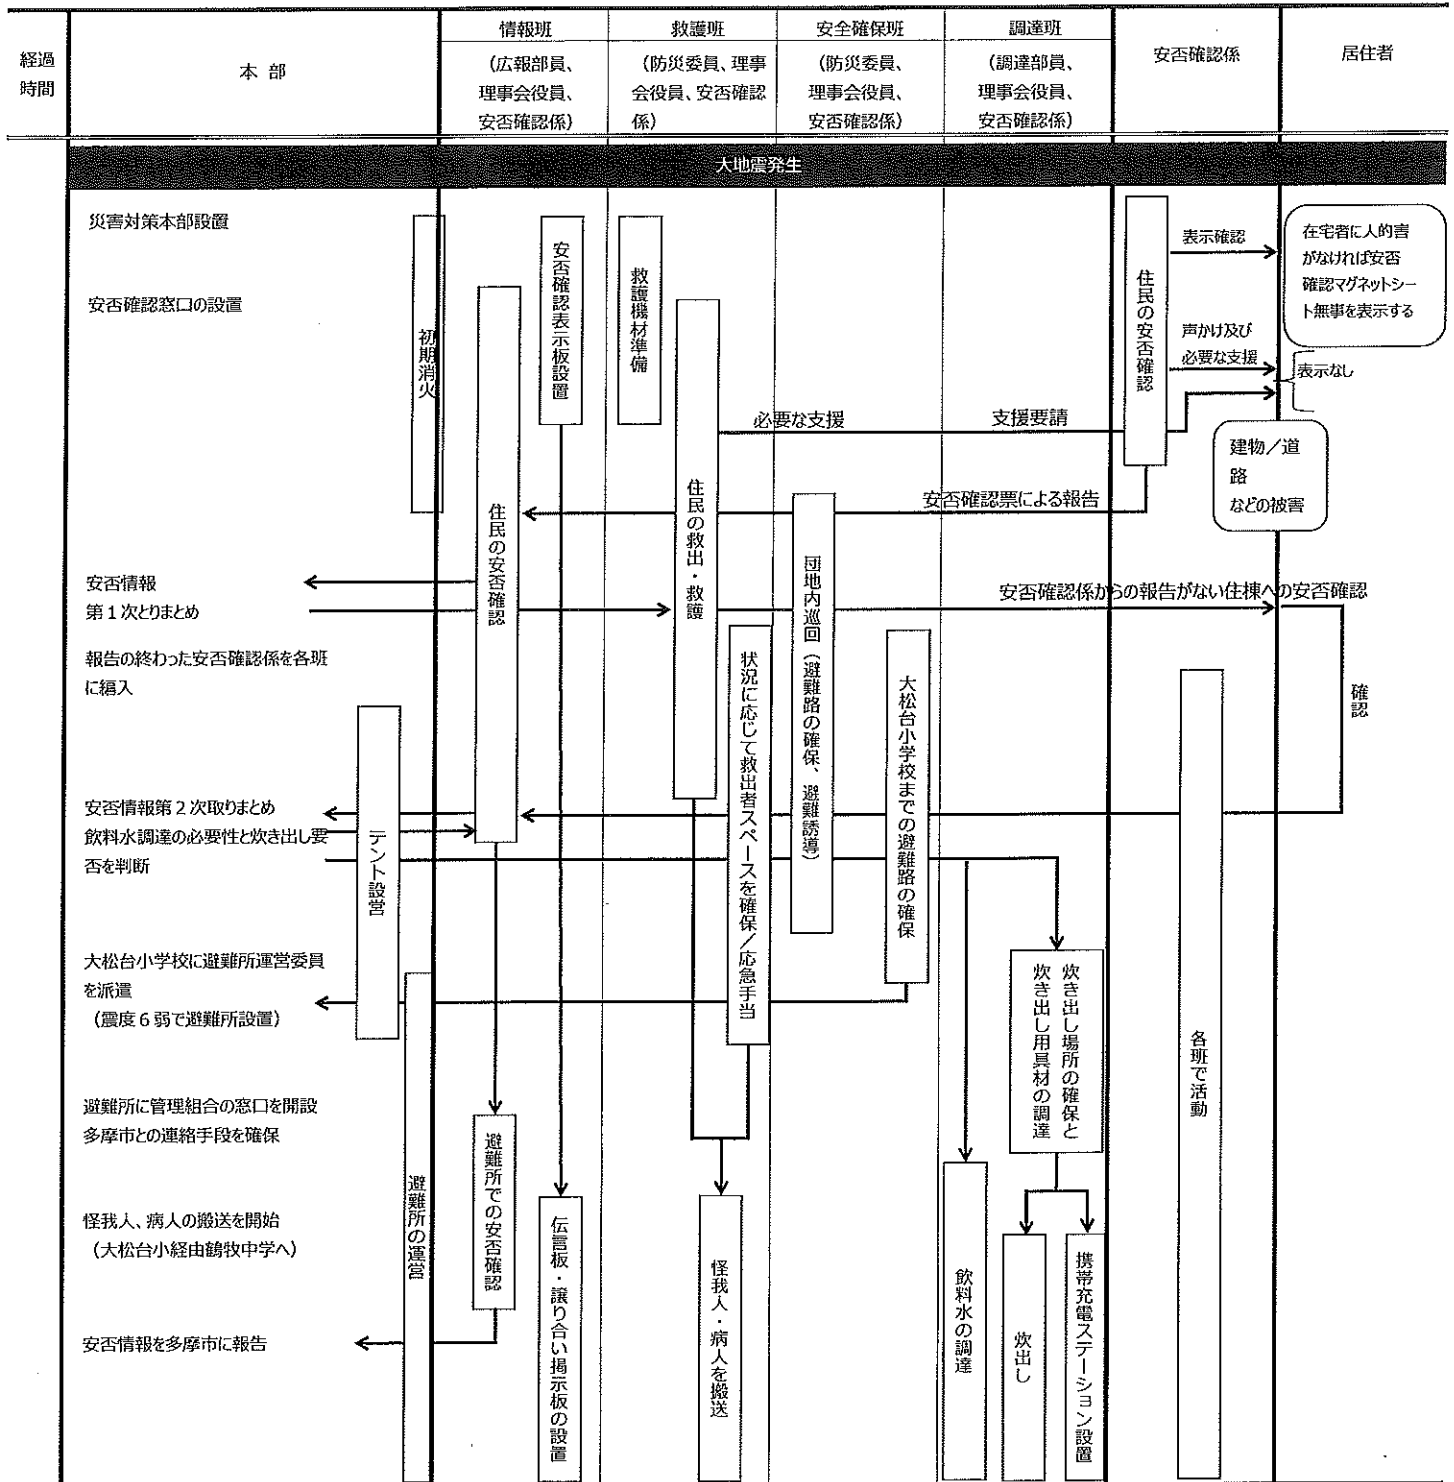 経過
時間
本 部
情報班
(広報部員、
理事会役員、
安否確認係)
救護班
(防災委員、理事
会役員、安否確認
係)
安全確保班
(防災委員、
理事会役員、
安否確認係)
調達班
(調達部員、
理事会役員、
安否確認係)
安否確認係
居住者
大地震発生
災害対策本部設置
安否確認窓口の設置
初期消火
安否確認表示板設置
救護機材準備
住民の安否確認
表示確認
在宅者に人的害
がなければ安否
確認マグネットシー
ト無事を表示する
声かけ及び
必要な支援
表示なし
必要な支援
支援要請
建物/道
路
などの被害
安否確認票による報告
住民の安否確認
住民の救出・救護
団地内巡回(避難路の確保、避難誘導)
安否情報
第1次とりまとめ
安否確認係からの報告がない住棟への安否確認
報告の終わった安否確認係を各班
に編入
状況に応じて救出者スペースを確保/応急手当
大松台小学校までの避難路の確保
確認
テント設営
安否情報第2次取りまとめ
飲料水調達の必要性と炊き出し要
否を判断
大松台小学校に避難所運営委員
を派遣
(震度6弱で避難所設置)
炊き出し場所の確保と
炊き出し用具材の調達
各班で活動
避難所に管理組合の窓口を開設
多摩市との連絡手段を確保
避難所の運営
避難所での安否確認
怪我人、病人の搬送を開始
(大松台小経由鶴牧中学へ)
伝言板・譲り合い掲示板の設置
怪我人・病人を搬送
飲料水の調達
炊出し
携帯充電ステーション設置
安否情報を多摩市に報告